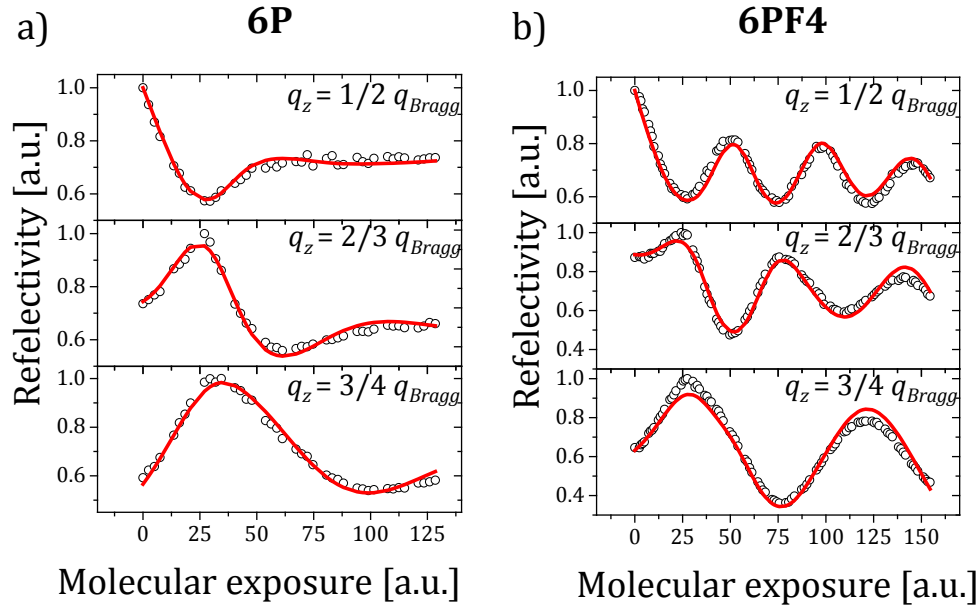 a)
6P
b)
6PF4
q_z = 1/2 q_Bragg
1.0
0.8
0.6
q_z = 2/3 q_Bragg
1.0
0.8
0.6
q_z = 3/4 q_Bragg
1.0
0.8
0.6
0 25 50 75 100 125
Refelectivity [a.u.]
Molecular exposure [a.u.]
q_z = 1/2 q_Bragg
1.0
0.8
0.6
q_z = 2/3 q_Bragg
1.0
0.8
0.6
0.4
q_z = 3/4 q_Bragg
1.0
0.8
0.6
0.4
0 25 50 75 100 125 150
Refelectivity [a.u.]
Molecular exposure [a.u.]